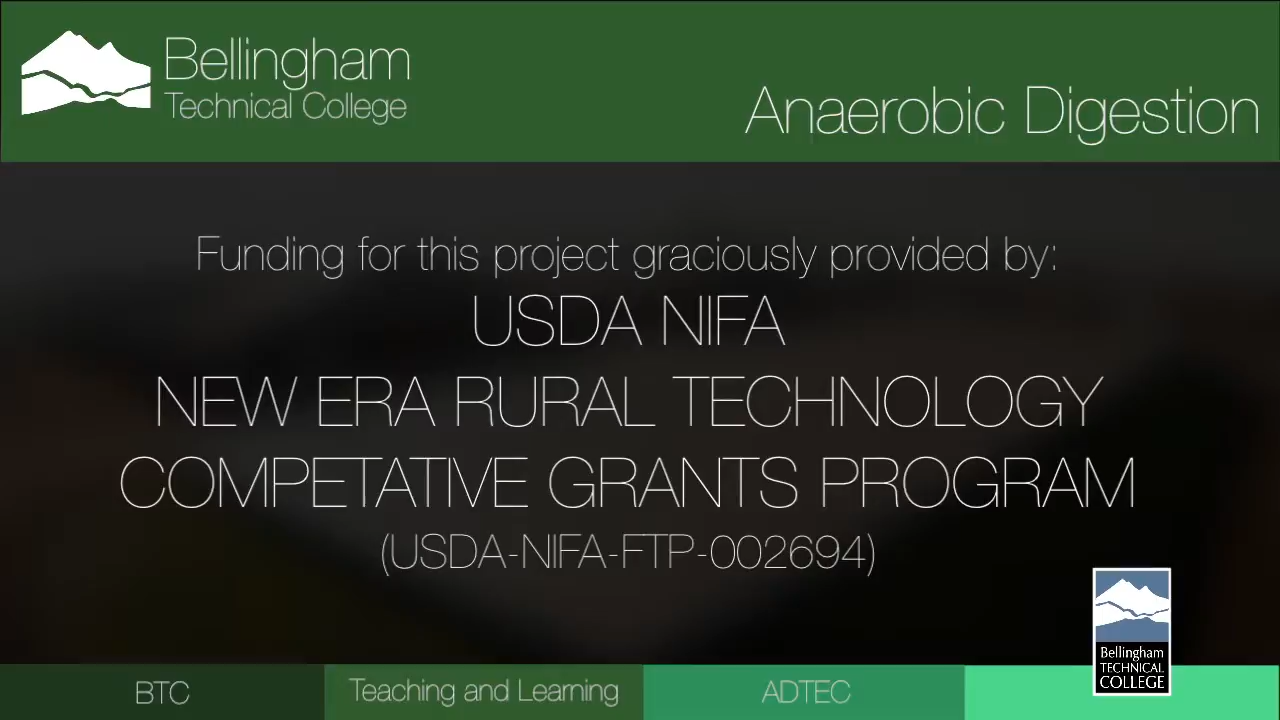 Bellingham
Technical College
Anaerobic Digestion
Funding for this project graciously provided by:
USDA NIFA
NEW ERA RURAL TECHNOLOGY
COMPETATIVE GRANTS PROGRAM
(USDA-NIFA-FTP-002694)
Bellingham
TECHNICAL
COLLEGE
BTC
Teaching and Learning
ADTEC